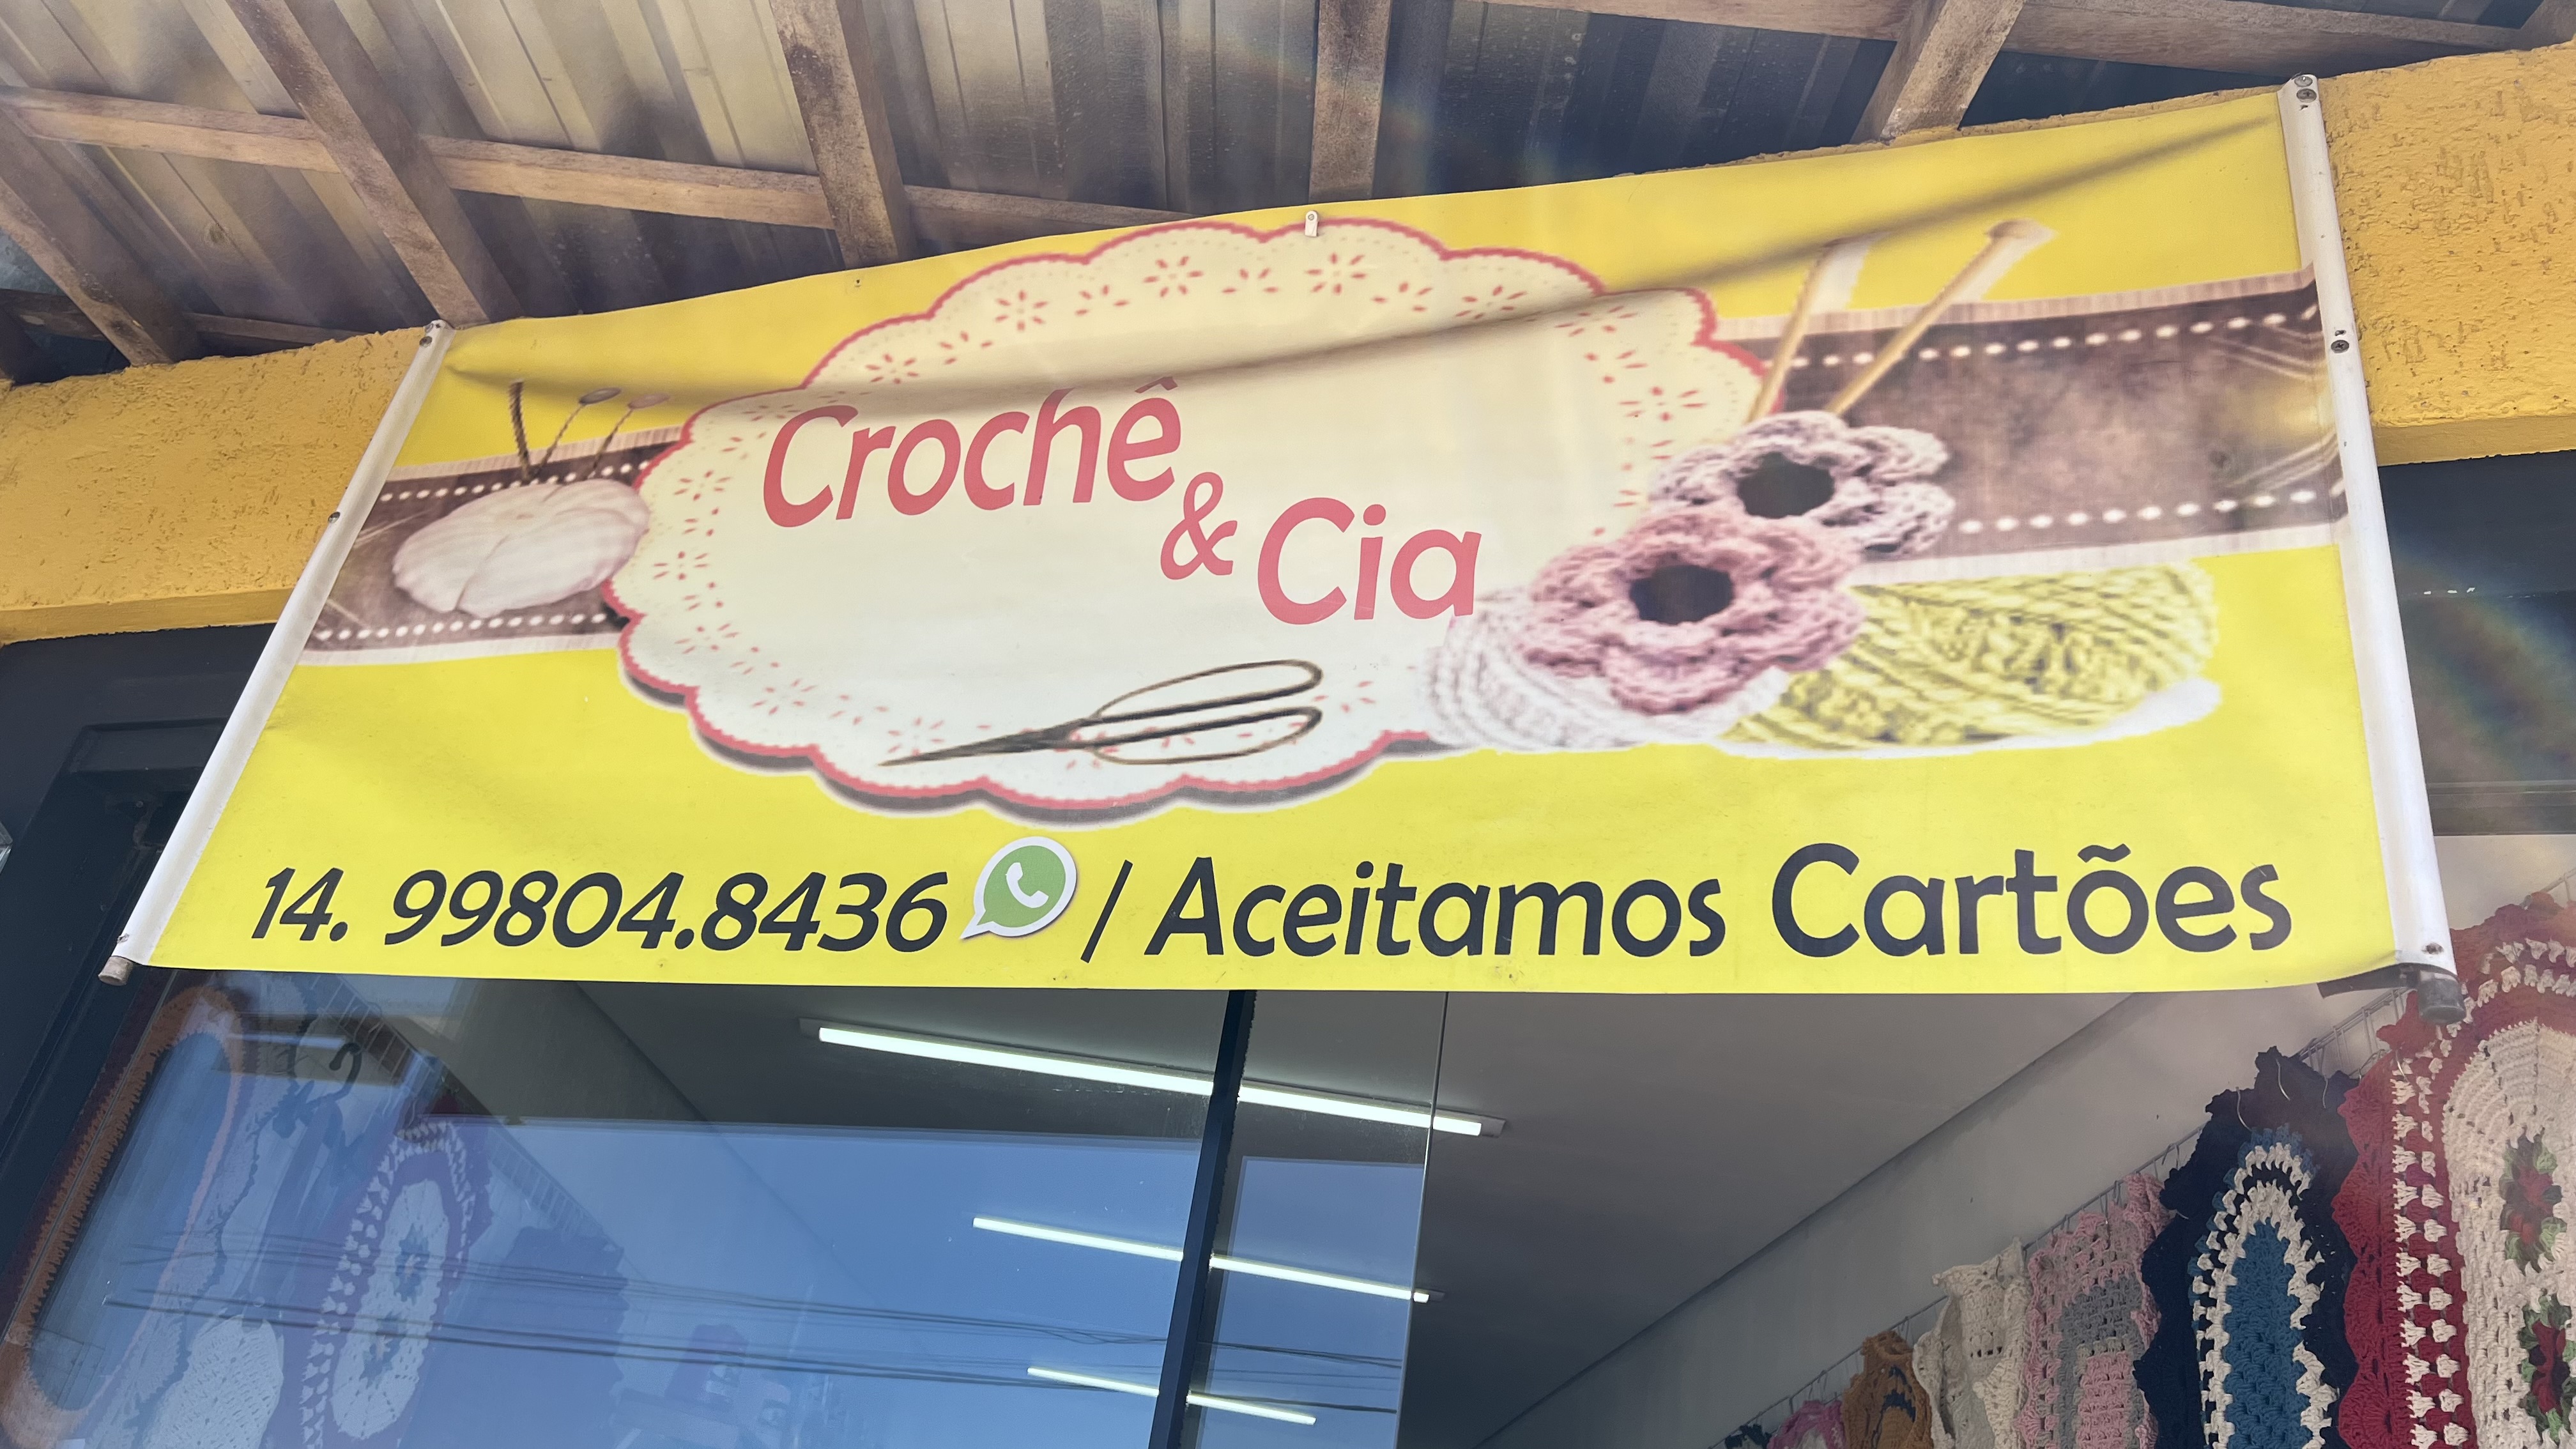 Crochê
& Cia
14. 99804.8436 / Aceitamos Cartões